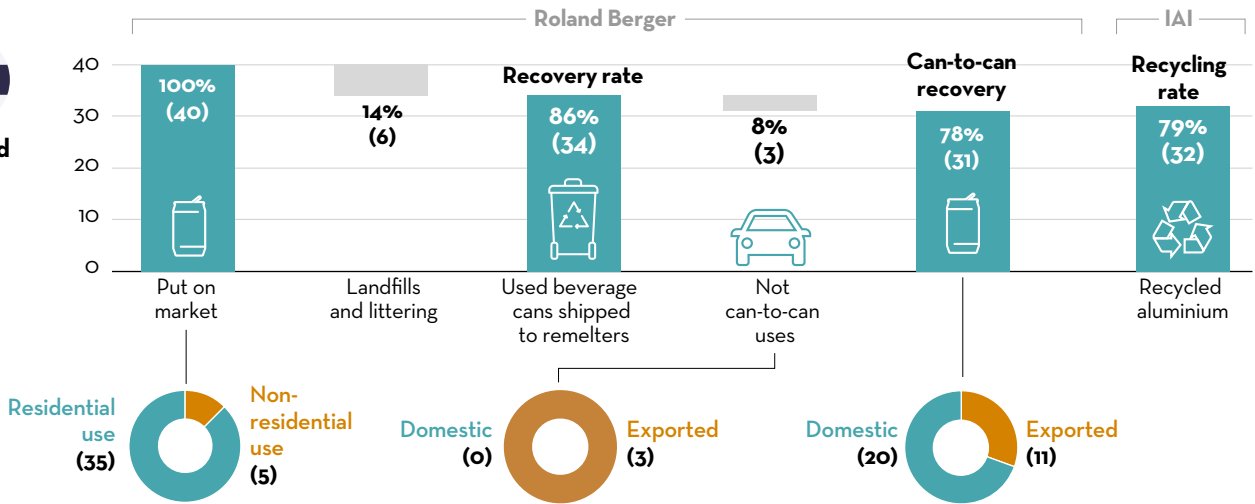 Roland Berger
IAI
d
40
30
20
10
0
100%
(40)
14%
(6)
Recovery rate
86%
(34)
8%
(3)
Can-to-can
recovery
78%
(31)
Recycling
rate
79%
(32)
Put on
market
Landfills
and littering
Used beverage
cans shipped
to remelters
Not
can-to-can
uses
Recycled
aluminium
Residential
use
(35)
Non-
residential
use
(5)
Domestic
(0)
Exported
(3)
Domestic
(20)
Exported
(11)